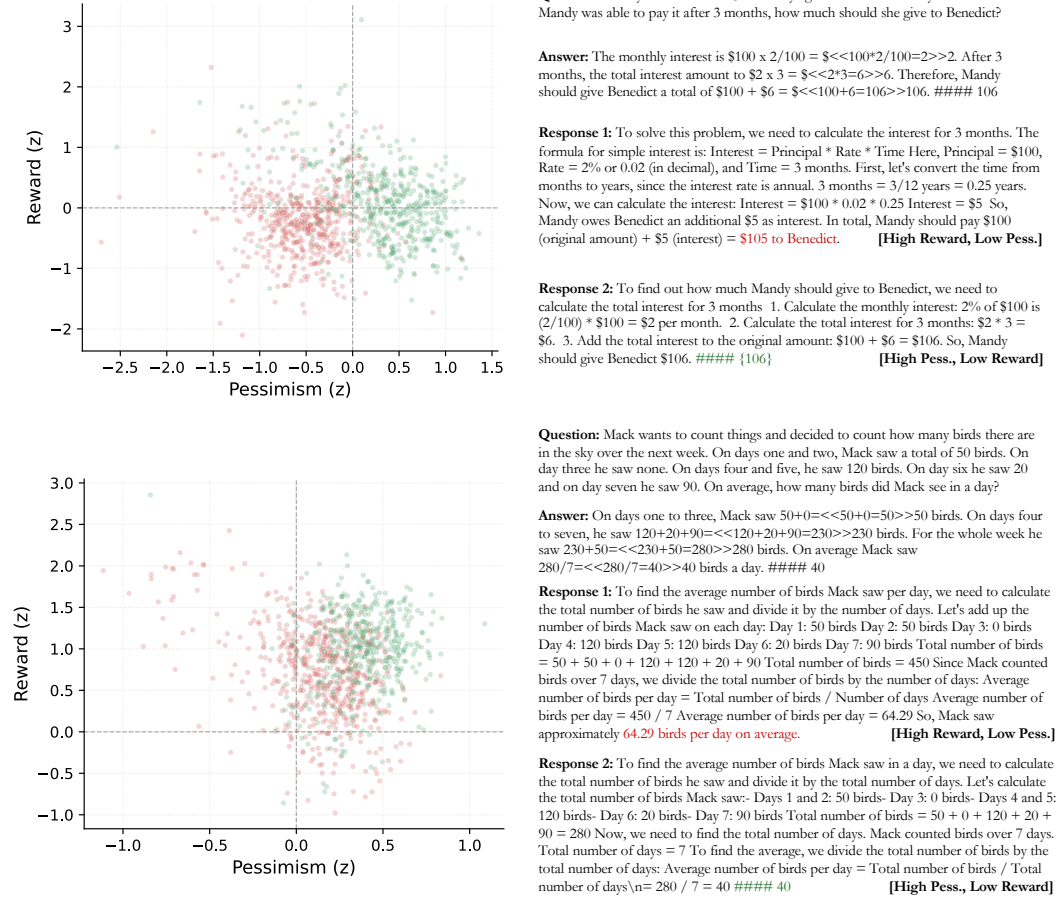 3
2
1
0
−1
−2
Reward (z)
−2.5 −2.0 −1.5 −1.0 −0.5 0.0 0.5 1.0 1.5
Pessimism (z)
Mandy was able to pay it after 3 months, how much should she give to Benedict?
Answer: The monthly interest is $100 x 2/100 = $<<100*2/100=2>>2. After 3
months, the total interest amount to $2 x 3 = $<<2*3=6>>6. Therefore, Mandy
should give Benedict a total of $100 + $6 = $<<100+6=106>>106. #### 106
Response 1: To solve this problem, we need to calculate the interest for 3 months. The
formula for simple interest is: Interest = Principal * Rate * Time Here, Principal = $100,
Rate = 2% or 0.02 (in decimal), and Time = 3 months. First, let's convert the time from
months to years, since the interest rate is annual. 3 months = 3/12 years = 0.25 years.
Now, we can calculate the interest: Interest = $100 * 0.02 * 0.25 Interest = $5 So,
Mandy owes Benedict an additional $5 as interest. In total, Mandy should pay $100
(original amount) + $5 (interest) = $105 to Benedict. [High Reward, Low Pess.]
Response 2: To find out how much Mandy should give to Benedict, we need to
calculate the total interest for 3 months 1. Calculate the monthly interest: 2% of $100 is
(2/100) * $100 = $2 per month. 2. Calculate the total interest for 3 months: $2 * 3 =
$6. 3. Add the total interest to the original amount: $100 + $6 = $106. So, Mandy
should give Benedict $106. #### {106} [High Pess., Low Reward]
3.0
2.5
2.0
1.5
1.0
0.5
0.0
−0.5
−1.0
Reward (z)
−1.0 −0.5 0.0 0.5 1.0
Pessimism (z)
Question: Mack wants to count things and decided to count how many birds there are
in the sky over the next week. On days one and two, Mack saw a total of 50 birds. On
day three he saw none. On days four and five, he saw 120 birds. On day six he saw 20
and on day seven he saw 90. On average, how many birds did Mack see in a day?
Answer: On days one to three, Mack saw 50+0=<<50+0=50>>50 birds. On days four
to seven, he saw 120+20+90=<<120+20+90=230>>230 birds. For the whole week he
saw 230+50=<<230+50=280>>280 birds. On average Mack saw
280/7=<<280/7=40>>40 birds a day. #### 40
Response 1: To find the average number of birds Mack saw per day, we need to calculate
the total number of birds he saw and divide it by the number of days. Let's add up the
number of birds Mack saw on each day: Day 1: 50 birds Day 2: 50 birds Day 3: 0 birds
Day 4: 120 birds Day 5: 120 birds Day 6: 20 birds Day 7: 90 birds Total number of birds
= 50 + 50 + 0 + 120 + 120 + 20 + 90 Total number of birds = 450 Since Mack counted
birds over 7 days, we divide the total number of birds by the number of days: Average
number of birds per day = Total number of birds / Number of days Average number of
birds per day = 450 / 7 Average number of birds per day = 64.29 So, Mack saw
approximately 64.29 birds per day on average. [High Reward, Low Pess.]
Response 2: To find the average number of birds Mack saw in a day, we need to calculate
the total number of birds he saw and divide it by the total number of days. Let's calculate
the total number of birds Mack saw:- Days 1 and 2: 50 birds- Day 3: 0 birds- Days 4 and 5:
120 birds- Day 6: 20 birds- Day 7: 90 birds Total number of birds = 50 + 0 + 120 + 20 +
90 = 280 Now, we need to find the total number of days. Mack counted birds over 7 days.
Total number of days = 7 To find the average, we divide the total number of birds by the
total number of days: Average number of birds per day = Total number of birds / Total
number of days\n= 280 / 7 = 40 #### 40 [High Pess., Low Reward]